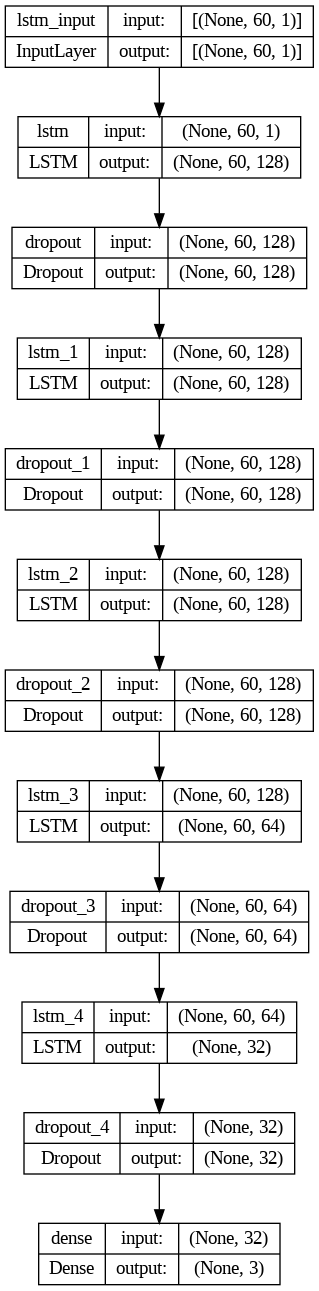 lstm_input input: [(None, 60, 1)]
InputLayer output: [(None, 60, 1)]
lstm input: (None, 60, 1)
LSTM output: (None, 60, 128)
dropout input: (None, 60, 128)
Dropout output: (None, 60, 128)
lstm_1 input: (None, 60, 128)
LSTM output: (None, 60, 128)
dropout_1 input: (None, 60, 128)
Dropout output: (None, 60, 128)
lstm_2 input: (None, 60, 128)
LSTM output: (None, 60, 128)
dropout_2 input: (None, 60, 128)
Dropout output: (None, 60, 128)
lstm_3 input: (None, 60, 128)
LSTM output: (None, 60, 64)
dropout_3 input: (None, 60, 64)
Dropout output: (None, 60, 64)
lstm_4 input: (None, 60, 64)
LSTM output: (None, 32)
dropout_4 input: (None, 32)
Dropout output: (None, 32)
dense input: (None, 32)
Dense output: (None, 3)